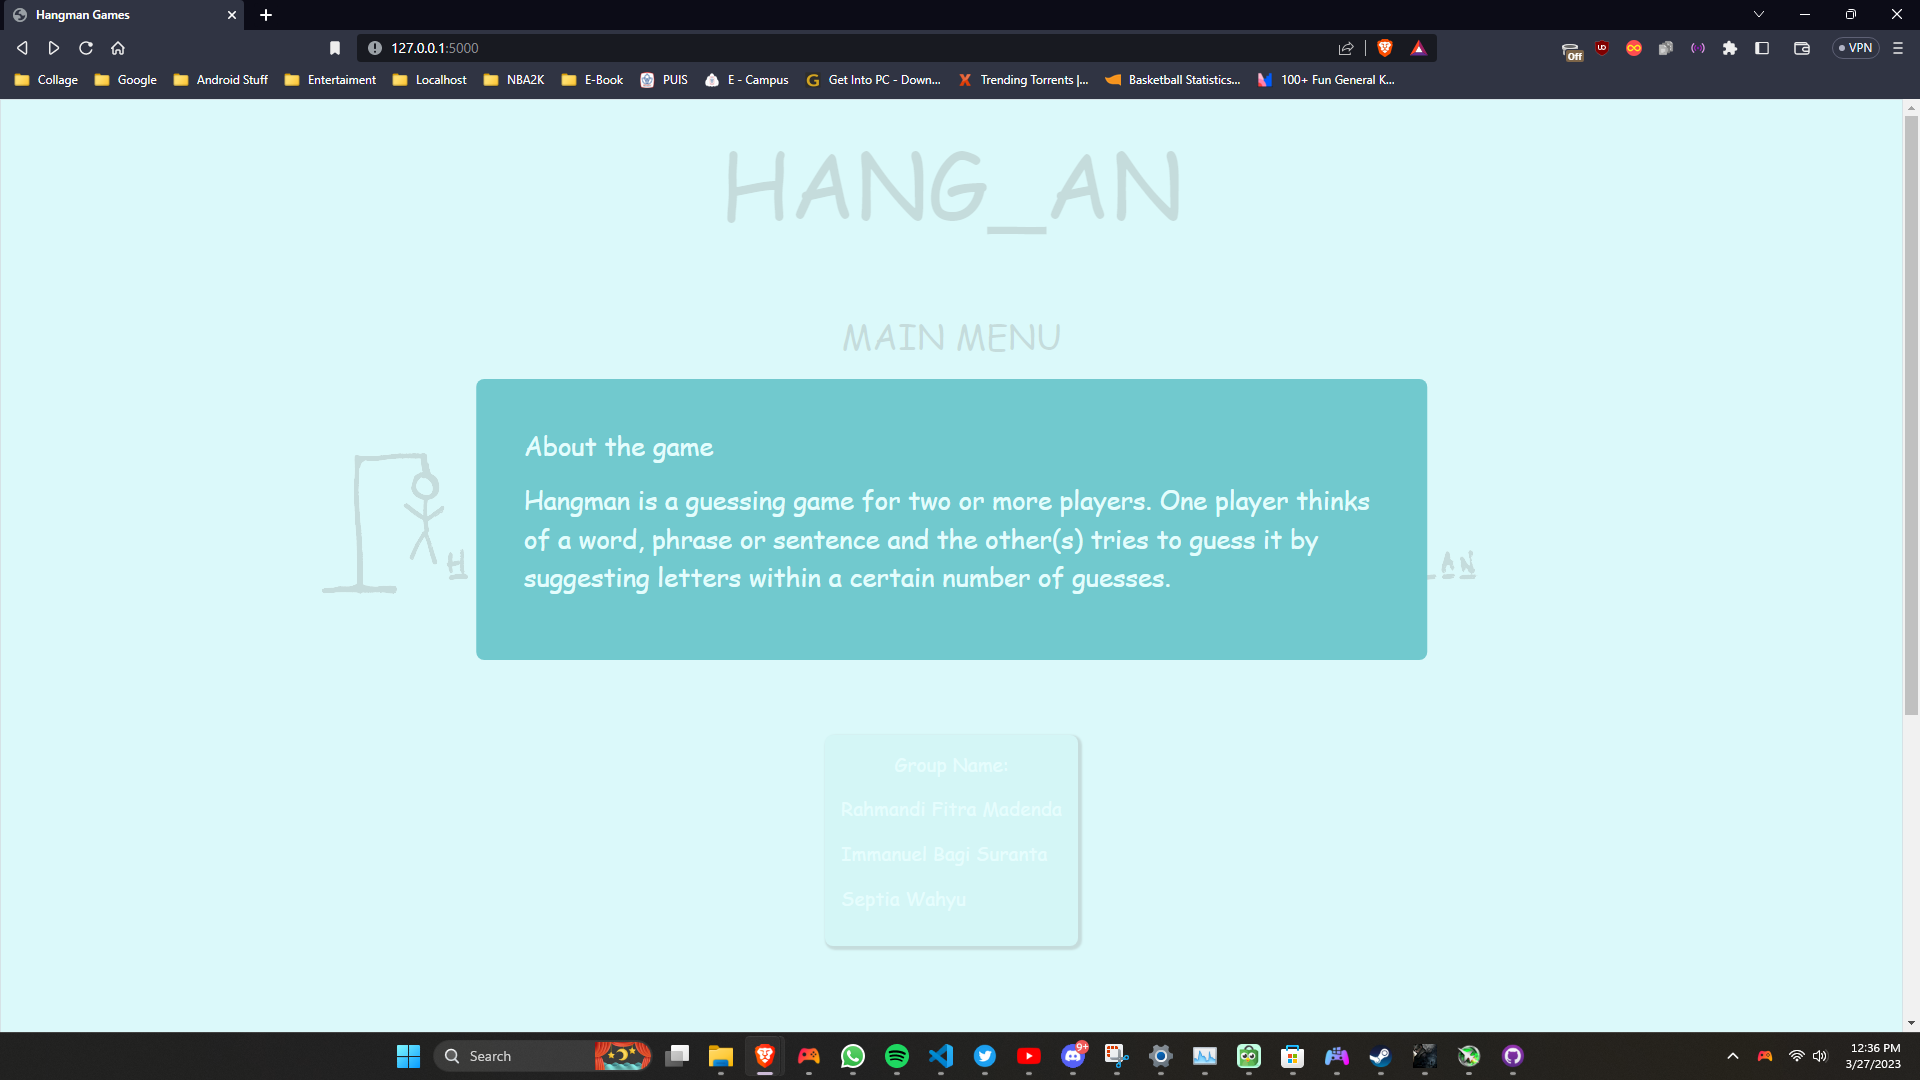 Hangman Games
127.0.0.1:5000
Off
UD
VPN
Collage
Google
Android Stuff
Entertaiment
Localhost
NBA2K
E-Book
PUIS
E - Campus
Get Into PC - Down...
Trending Torrents |...
Basketball Statistics...
100+ Fun General K...
HANG_AN
MAIN MENU
About the game
Hangman is a guessing game for two or more players. One player thinks
of a word, phrase or sentence and the other(s) tries to guess it by
suggesting letters within a certain number of guesses.
H
_AN
Group Name:
Rahmandi Fitra Madenda
Immanuel Bagi Suranta
Septia Wahyu
Search
9+
12:36 PM
3/27/2023